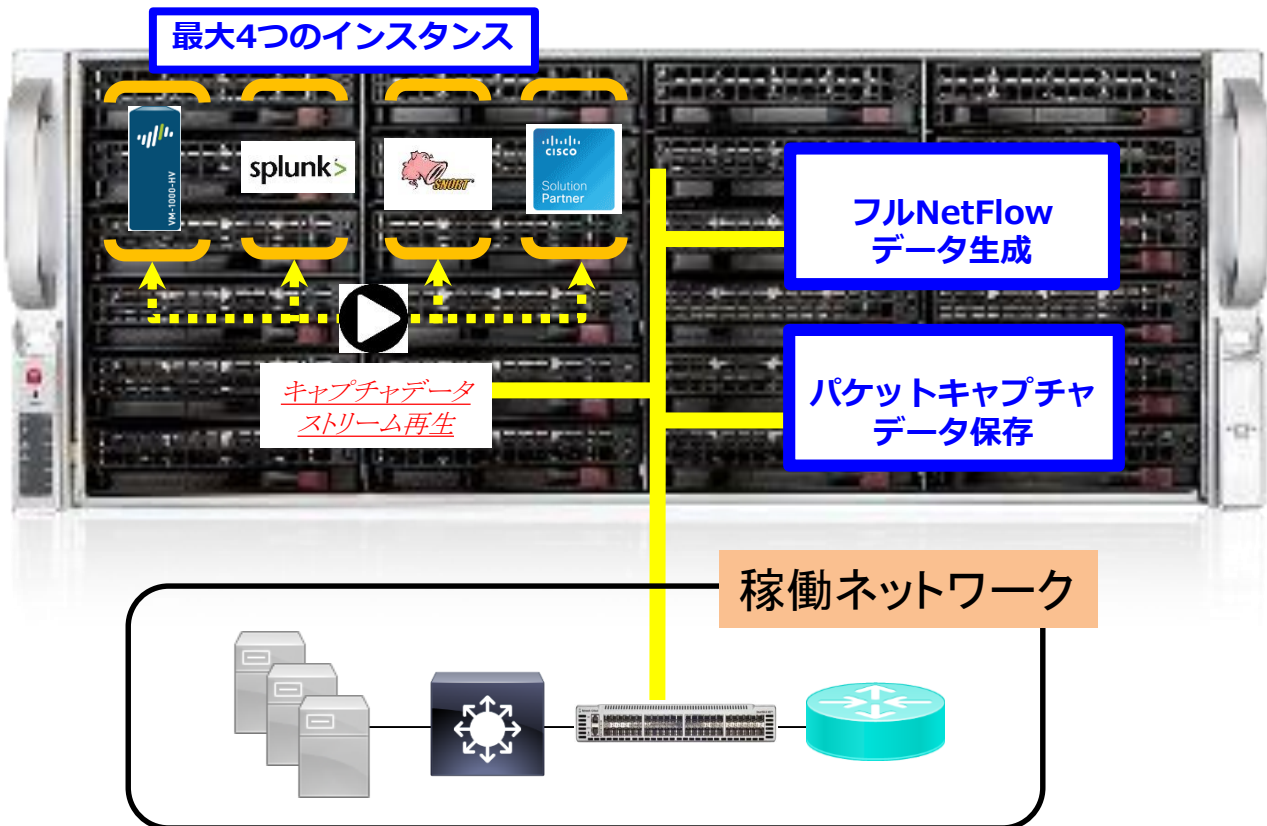 最大4つのインスタンス
VM-1000-HV
splunk>
SNORT
CISCO
Solution
Partner
フルNetFlow
データ生成
キャプチャデータ
ストリーム再生
パケットキャプチャ
データ保存
稼働ネットワーク